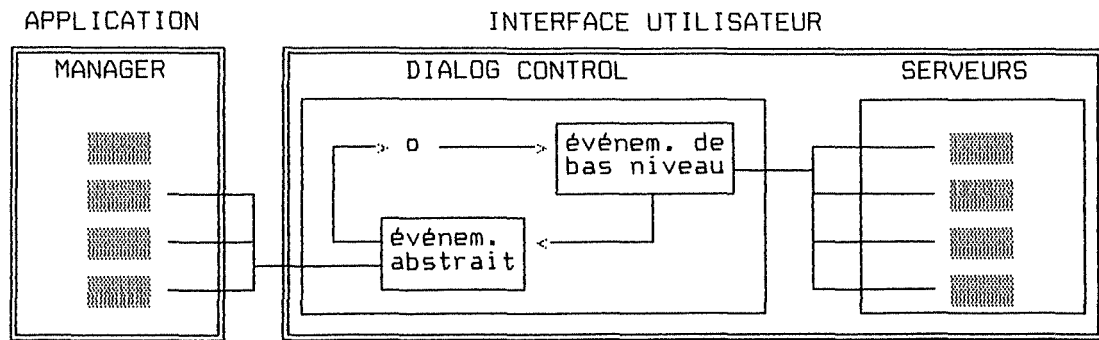 APPLICATION
INTERFACE UTILISATEUR
MANAGER
DIALOG CONTROL
SERVEURS
o
événem. de
bas niveau
événem.
abstrait